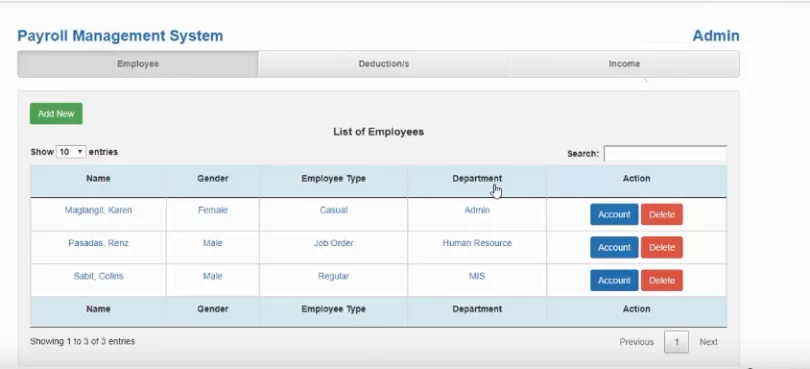 Payroll Management System Admin
Employee Deduction/s Income
Add New
List of Employees
Show 10 entries Search:
Name Gender Employee Type Department Action
Maglangit, Karen Female Casual Admin Account Delete
Pasadas, Renz Male Job Order Human Resource Account Delete
Sabit, Colins Male Regular MIS Account Delete
Name Gender Employee Type Department Action
Showing 1 to 3 of 3 entries Previous 1 Next